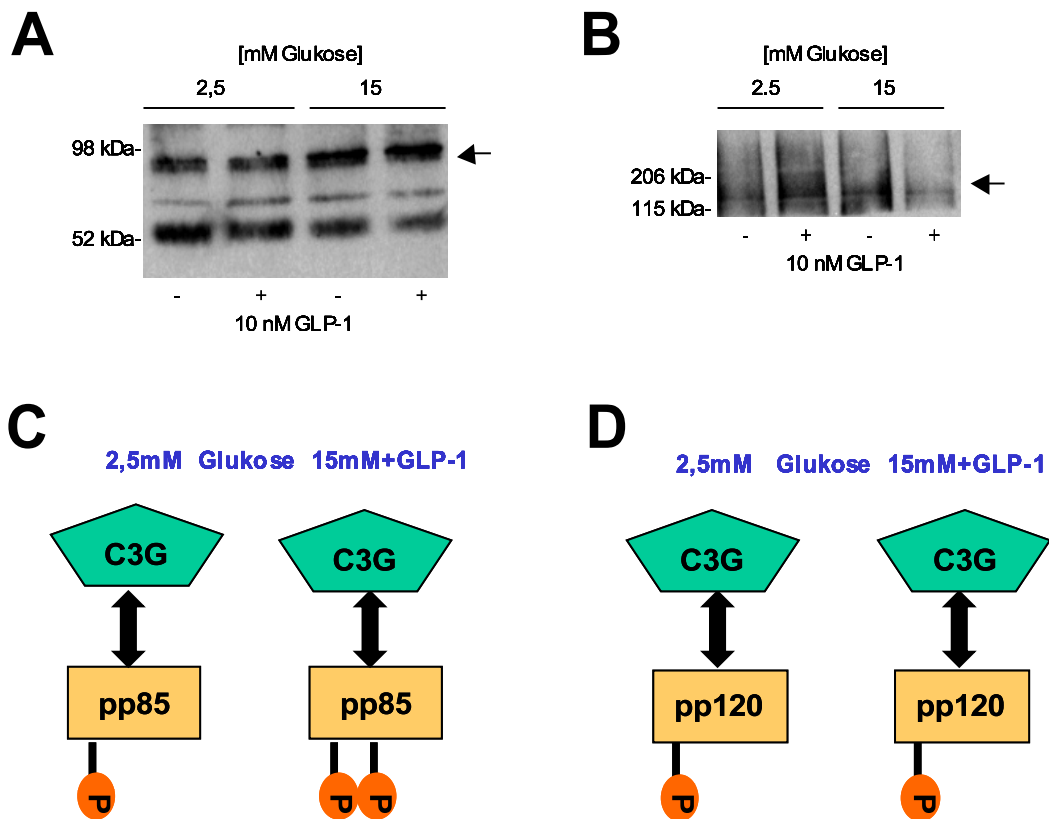 A
[mM Glukose]
2,5 15
98 kDa-
52 kDa-
- + - +
10 nM GLP-1
B
[mM Glukose]
2.5 15
206 kDa-
115 kDa-
- + - +
10 nM GLP-1
C
2,5mM Glukose 15mM+GLP-1
C3G C3G
pp85 pp85
P P P
D
2,5mM Glukose 15mM+GLP-1
C3G C3G
pp120 pp120
P P